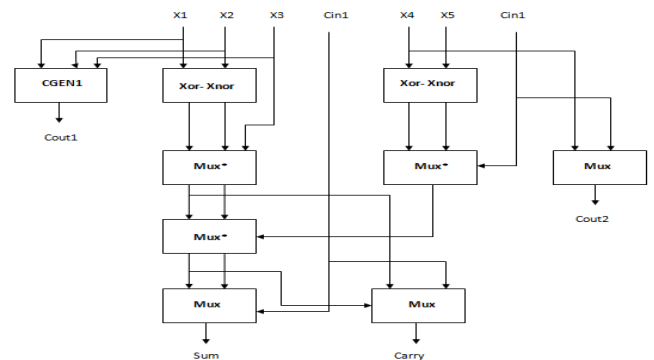 X1 X2 X3 Cin1 X4 X5 Cin1
CGEN1 Xor- Xnor Xor- Xnor
Cout1
Mux* Mux* Mux
Cout2
Mux*
Mux Mux
Sum Carry